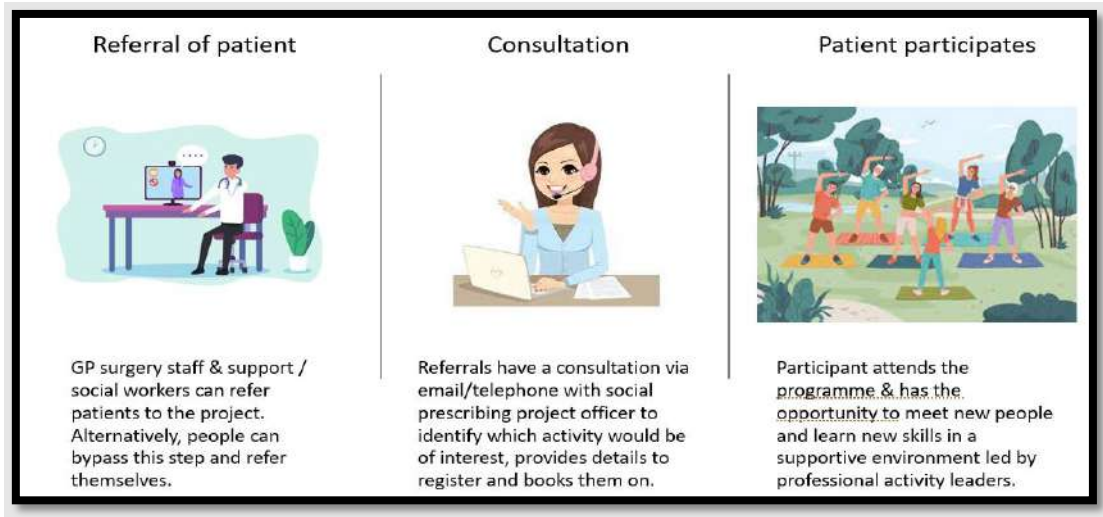 Referral of patient
GP surgery staff & support /
social workers can refer
patients to the project.
Alternatively, people can
bypass this step and refer
themselves.
Consultation
Referrals have a consultation via
email/telephone with social
prescribing project officer to
identify which activity would be
of interest, provides details to
register and books them on.
Patient participates
Participant attends the
programme & has the
opportunity to meet new people
and learn new skills in a
supportive environment led by
professional activity leaders.